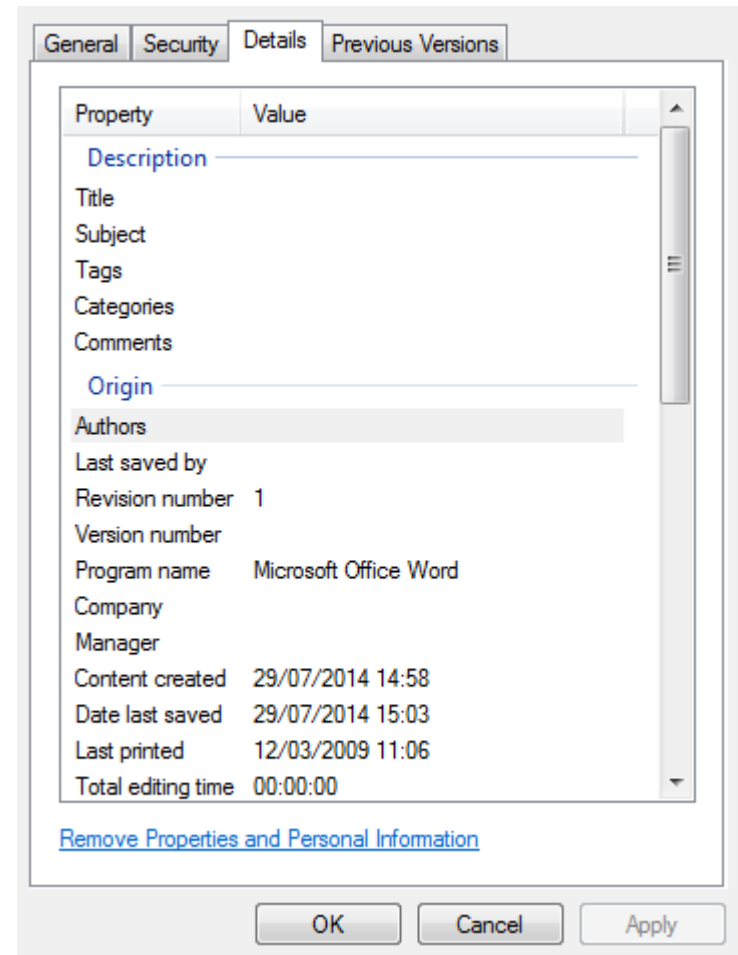 General Security Details Previous Versions
Property Value
Description
Title
Subject
Tags
Categories
Comments
Origin
Authors
Last saved by
Revision number 1
Version number
Program name Microsoft Office Word
Company
Manager
Content created 29/07/2014 14:58
Date last saved 29/07/2014 15:03
Last printed 12/03/2009 11:06
Total editing time 00:00:00
Remove Properties and Personal Information
OK Cancel Apply